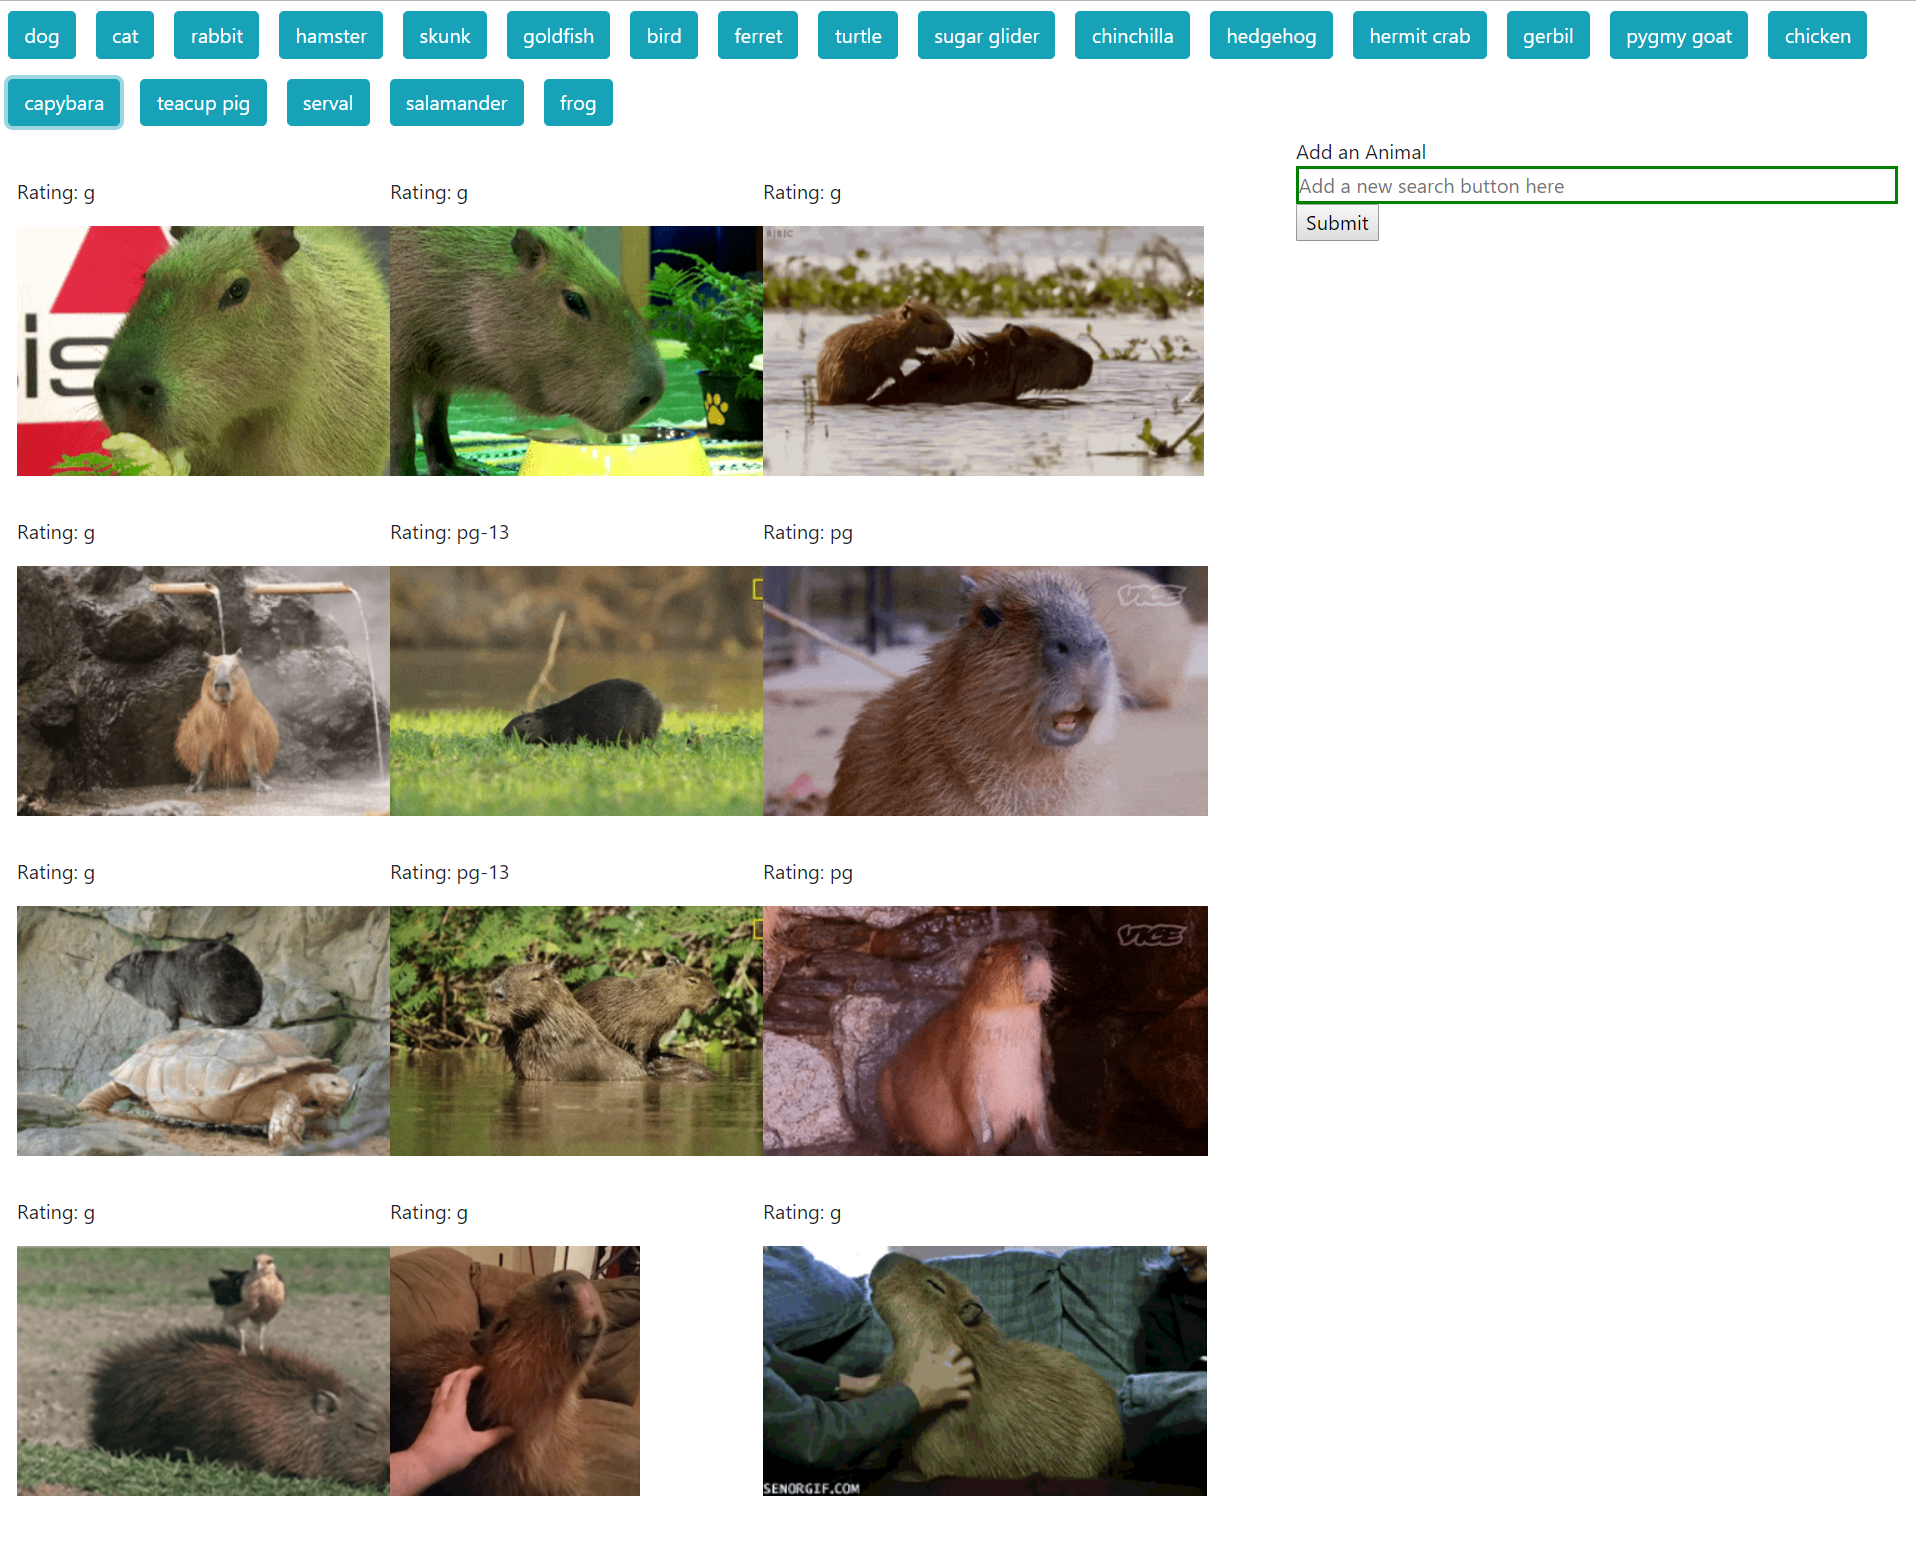 dog cat rabbit hamster skunk goldfish bird ferret turtle sugar glider chinchilla hedgehog hermit crab gerbil pygmy goat chicken
capybara teacup pig serval salamander frog
Add an Animal
Add a new search button here
Submit
Rating: g Rating: g Rating: g
is
Rating: g Rating: pg-13 Rating: pg
VICE
Rating: g Rating: pg-13 Rating: pg
VICE
Rating: g Rating: g Rating: g
SENORGIF.COM